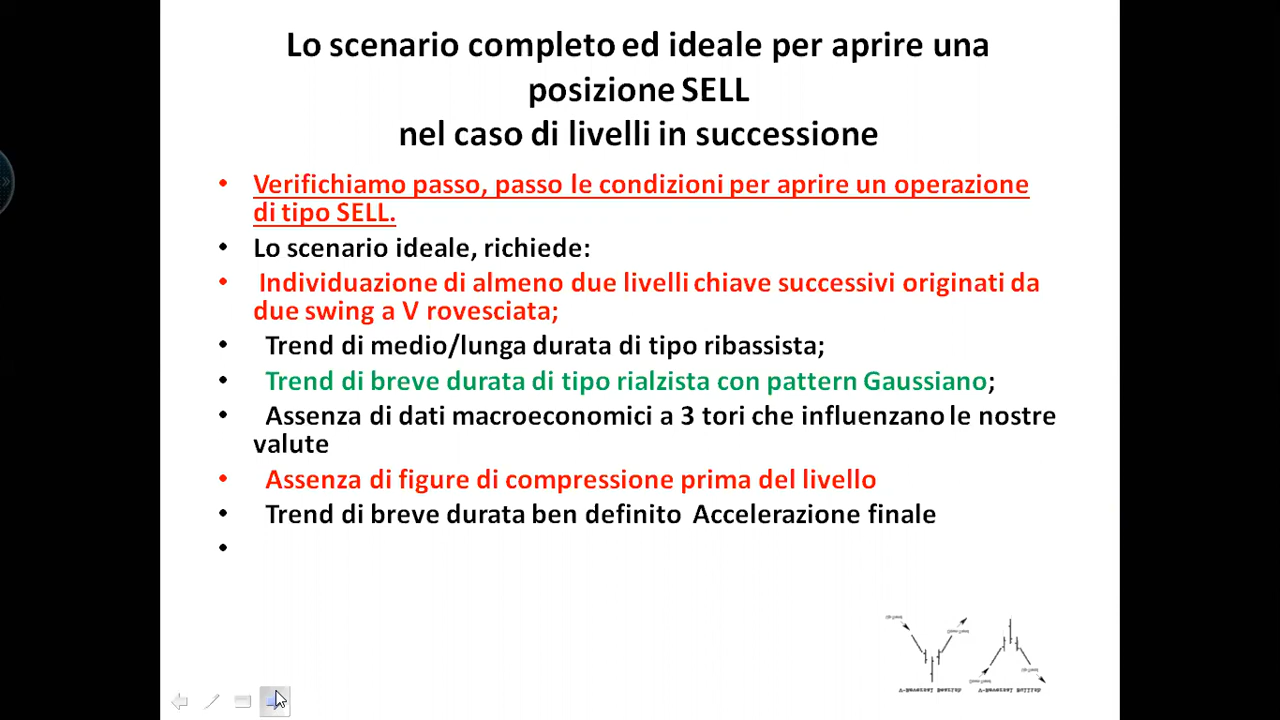 Lo scenario completo ed ideale per aprire una
posizione SELL
nel caso di livelli in successione
• Verifichiamo passo, passo le condizioni per aprire un operazione
di tipo SELL.
• Lo scenario ideale, richiede:
• Individuazione di almeno due livelli chiave successivi originati da
due swing a V rovesciata;
• Trend di medio/lunga durata di tipo ribassista;
• Trend di breve durata di tipo rialzista con pattern Gaussiano;
• Assenza di dati macroeconomici a 3 tori che influenzano le nostre
valute
• Assenza di figure di compressione prima del livello
• Trend di breve durata ben definito Accelerazione finale
•
V-Reversal Bearish
V-Reversal Bullish